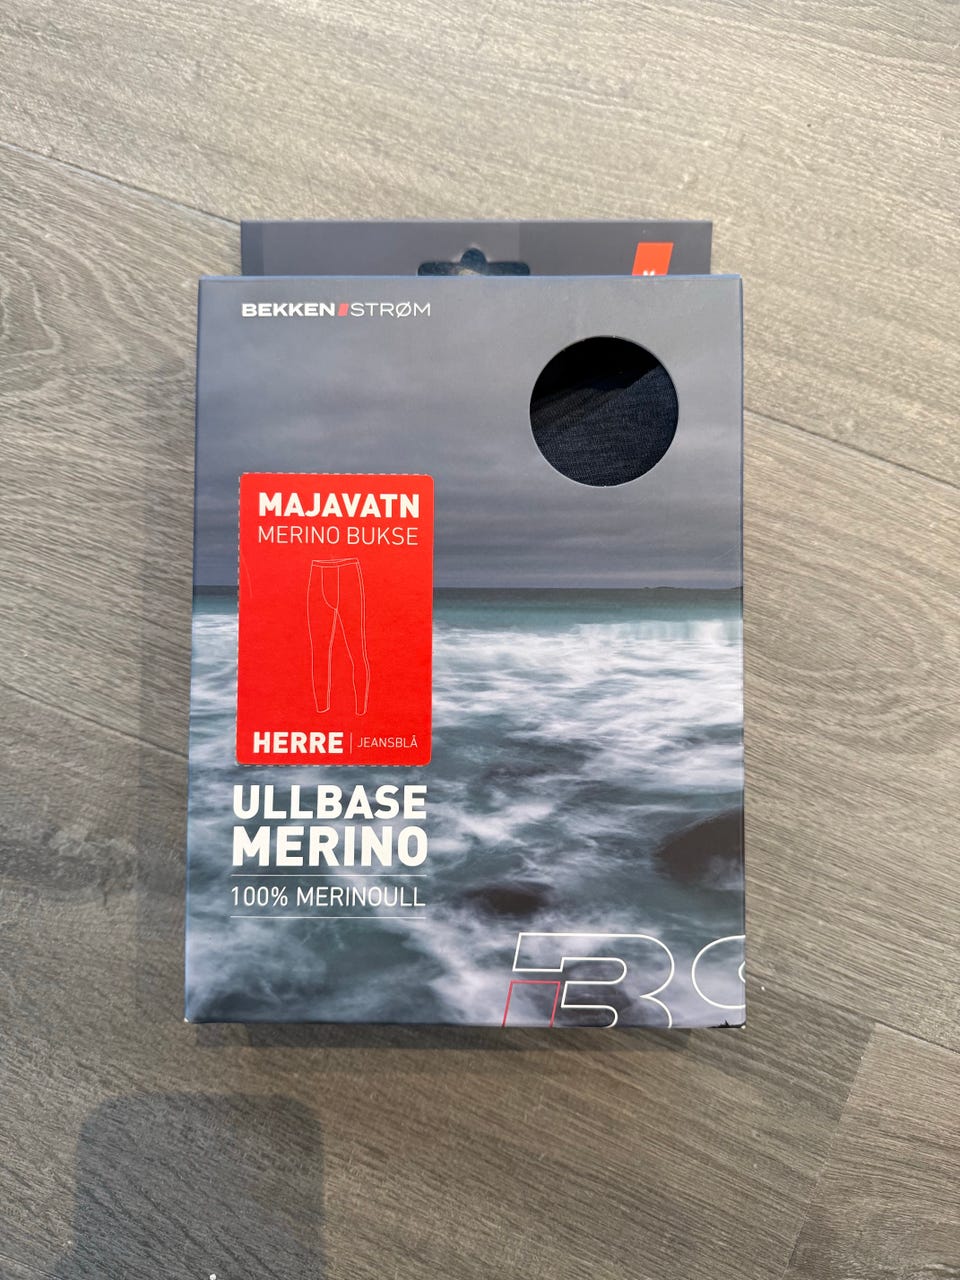 BEKKEN STRØM
MAJAVATN
MERINO BUKSE
HERRE | JEANSBLÅ
ULLBASE
MERINO
100% MERINOULL